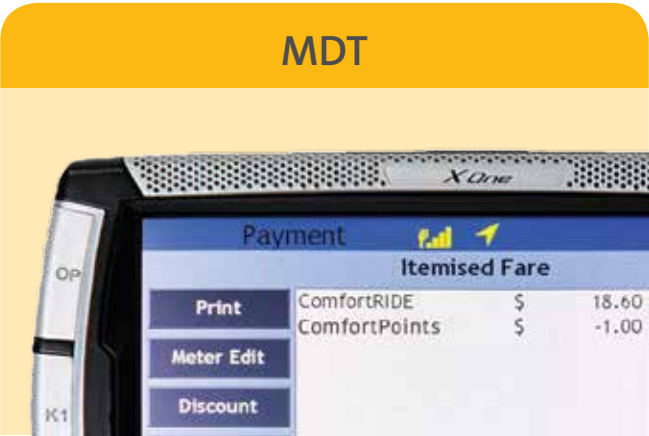 MDT
X One
Payment
Itemised Fare
OP
Print
ComfortRIDE $ 18.60
ComfortPoints $ -1.00
Meter Edit
Discount
K1